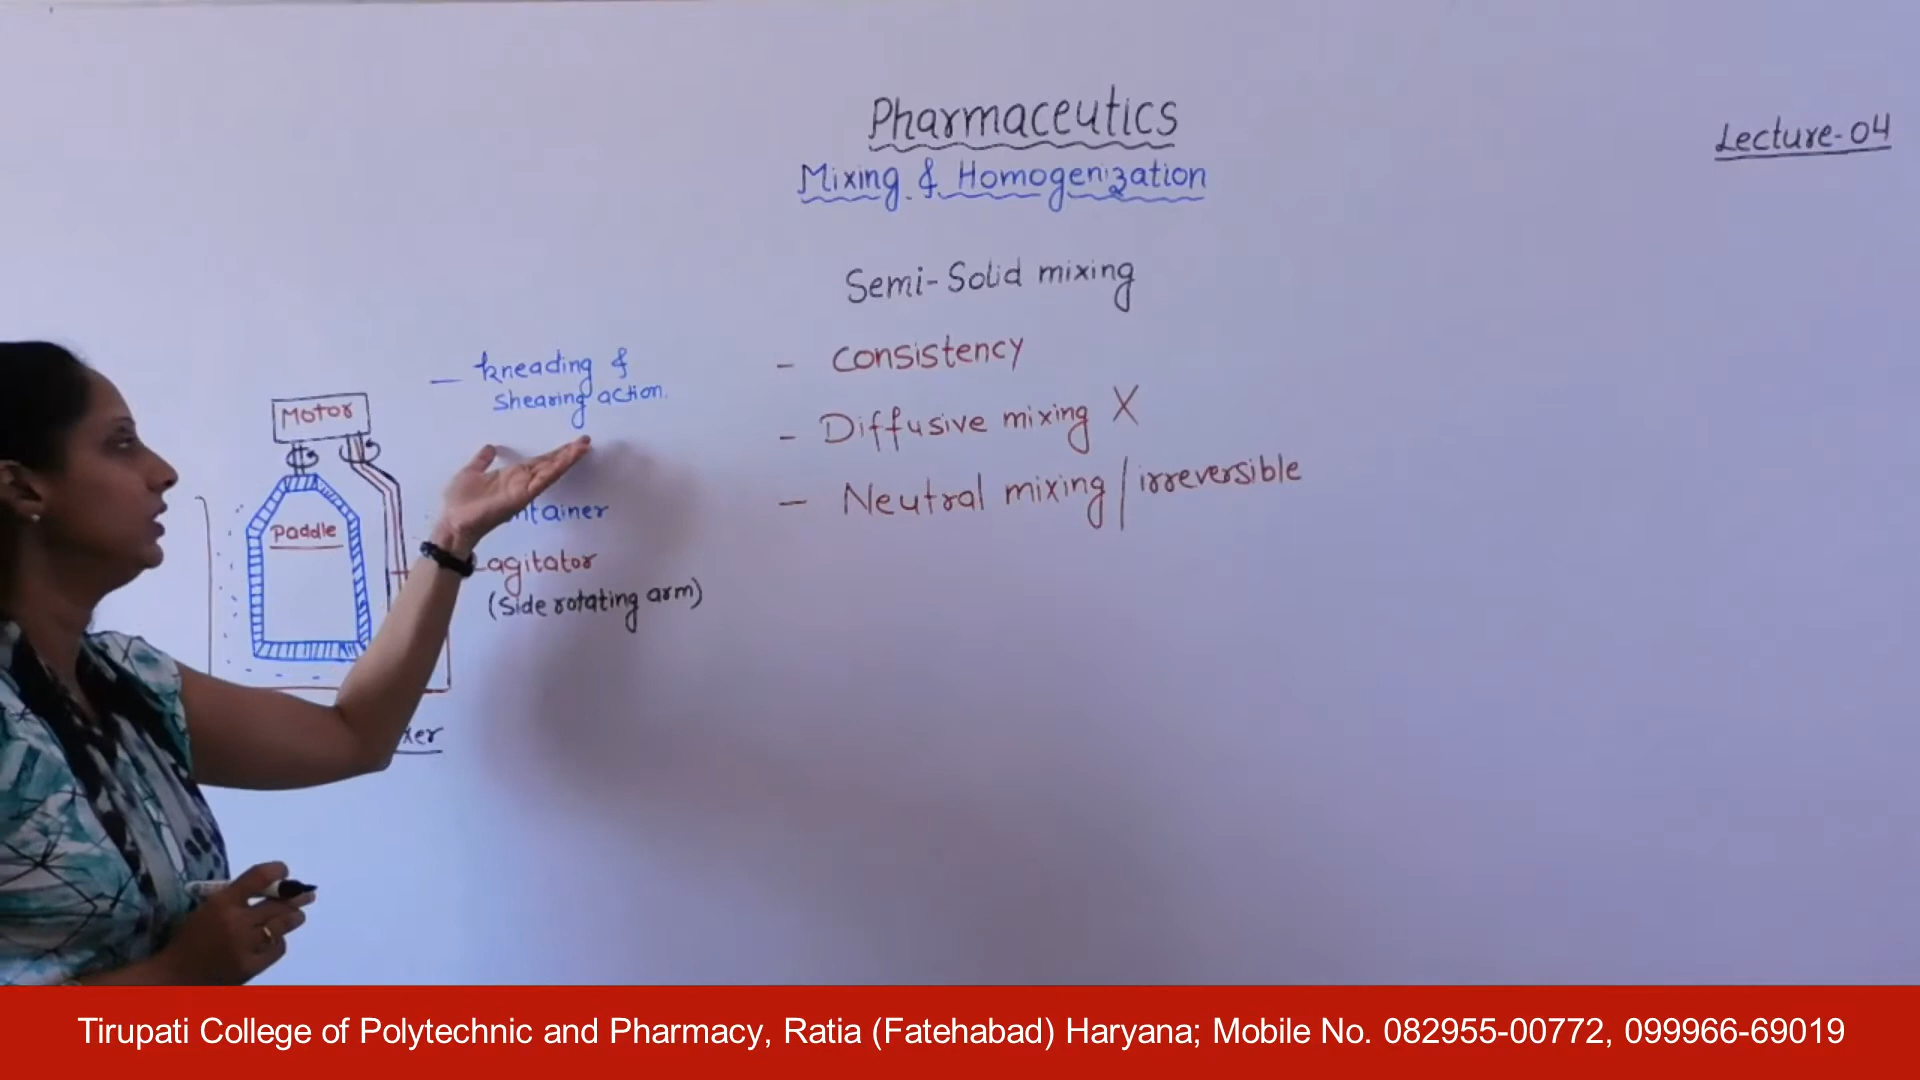 Pharmaceutics
Lecture-04
Mixing & Homogenization
Semi-Solid mixing
- Consistency
- Diffusive mixing X
- Neutral mixing/irreversible
- kneading &
shearing action.
Motor
Paddle
agitator
(side rotating arm)
Tirupati College of Polytechnic and Pharmacy, Ratia (Fatehabad) Haryana; Mobile No. 082955-00772, 099966-69019